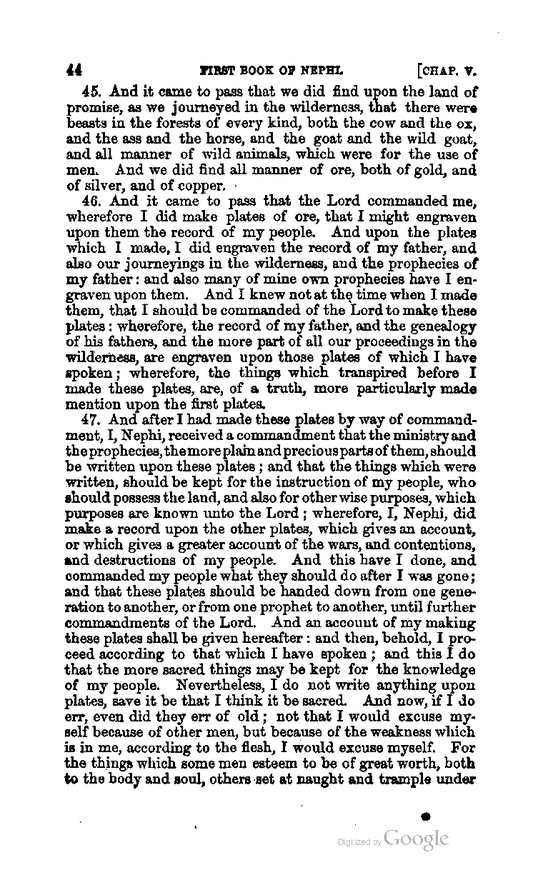 44 FIRST BOOK OF NEPHI. [CHAP. V.
45. And it came to pass that we did find upon the land of
promise, as we journeyed in the wilderness, that there were
beasts in the forests of every kind, both the cow and the ox,
and the ass and the horse, and the goat and the wild goat,
and all manner of wild animals, which were for the use of
men. And we did find all manner of ore, both of gold, and
of silver, and of copper.
46. And it came to pass that the Lord commanded me,
wherefore I did make plates of ore, that I might engraven
upon them the record of my people. And upon the plates
which I made, I did engraven the record of my father, and
also our journeyings in the wilderness, and the prophecies of
my father: and also many of mine own prophecies have I en-
graven upon them. And I knew not at the time when I made
them, that I should be commanded of the Lord to make these
plates: wherefore, the record of my father, and the genealogy
of his fathers, and the more part of all our proceedings in the
wilderness, are engraven upon those plates of which I have
spoken; wherefore, the things which transpired before I
made these plates, are, of a truth, more particularly made
mention upon the first plates.
47. And after I had made these plates by way of command-
ment, I, Nephi, received a commandment that the ministry and
the prophecies, the more plain and precious parts of them, should
be written upon these plates; and that the things which were
written, should be kept for the instruction of my people, who
should possess the land, and also for other wise purposes, which
purposes are known unto the Lord; wherefore, I, Nephi, did
make a record upon the other plates, which gives an account,
or which gives a greater account of the wars, and contentions,
and destructions of my people. And this have I done, and
commanded my people what they should do after I was gone;
and that these plates should be handed down from one gene-
ration to another, or from one prophet to another, until further
commandments of the Lord. And an account of my making
these plates shall be given hereafter: and then, behold, I pro-
ceed according to that which I have spoken; and this I do
that the more sacred things may be kept for the knowledge
of my people. Nevertheless, I do not write anything upon
plates, save it be that I think it be sacred. And now, if I do
err, even did they err of old; not that I would excuse my-
self because of other men, but because of the weakness which
is in me, according to the flesh, I would excuse myself. For
the things which some men esteem to be of great worth, both
to the body and soul, others set at naught and trample under
Digitized by Google